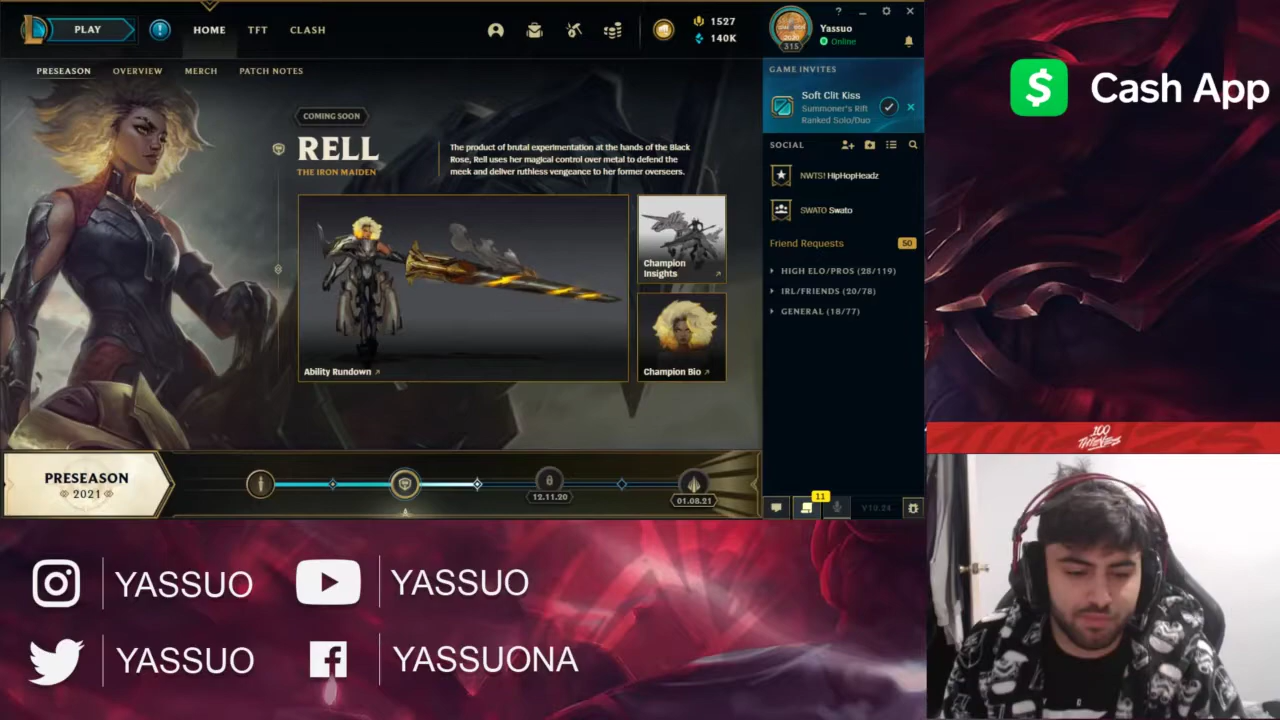 PLAY
HOME
TFT
CLASH
1527
140K
315
Yassuo
Online
PRESEASON
OVERVIEW
MERCH
PATCH NOTES
COMING SOON
RELL
THE IRON MAIDEN
The product of brutal experimentation at the hands of the Black
Rose, Rell uses her magical control over metal to defend the
meek and deliver ruthless vengeance to her former overseers.
Ability Rundown
Champion
Insights
Champion Bio
PRESEASON
2021
12.11.20
01.08.21
GAME INVITES
Soft Clit Kiss
Summoner's Rift
Ranked Solo/Duo
SOCIAL
NWTS! HipHopHeadz
SWATO Swato
Friend Requests
50
HIGH ELO/PROS (28/119)
IRL/FRIENDS (20/78)
GENERAL (18/77)
11
V10.24
Cash App
100
THIEVES
YASSUO
YASSUO
YASSUO
YASSUONA